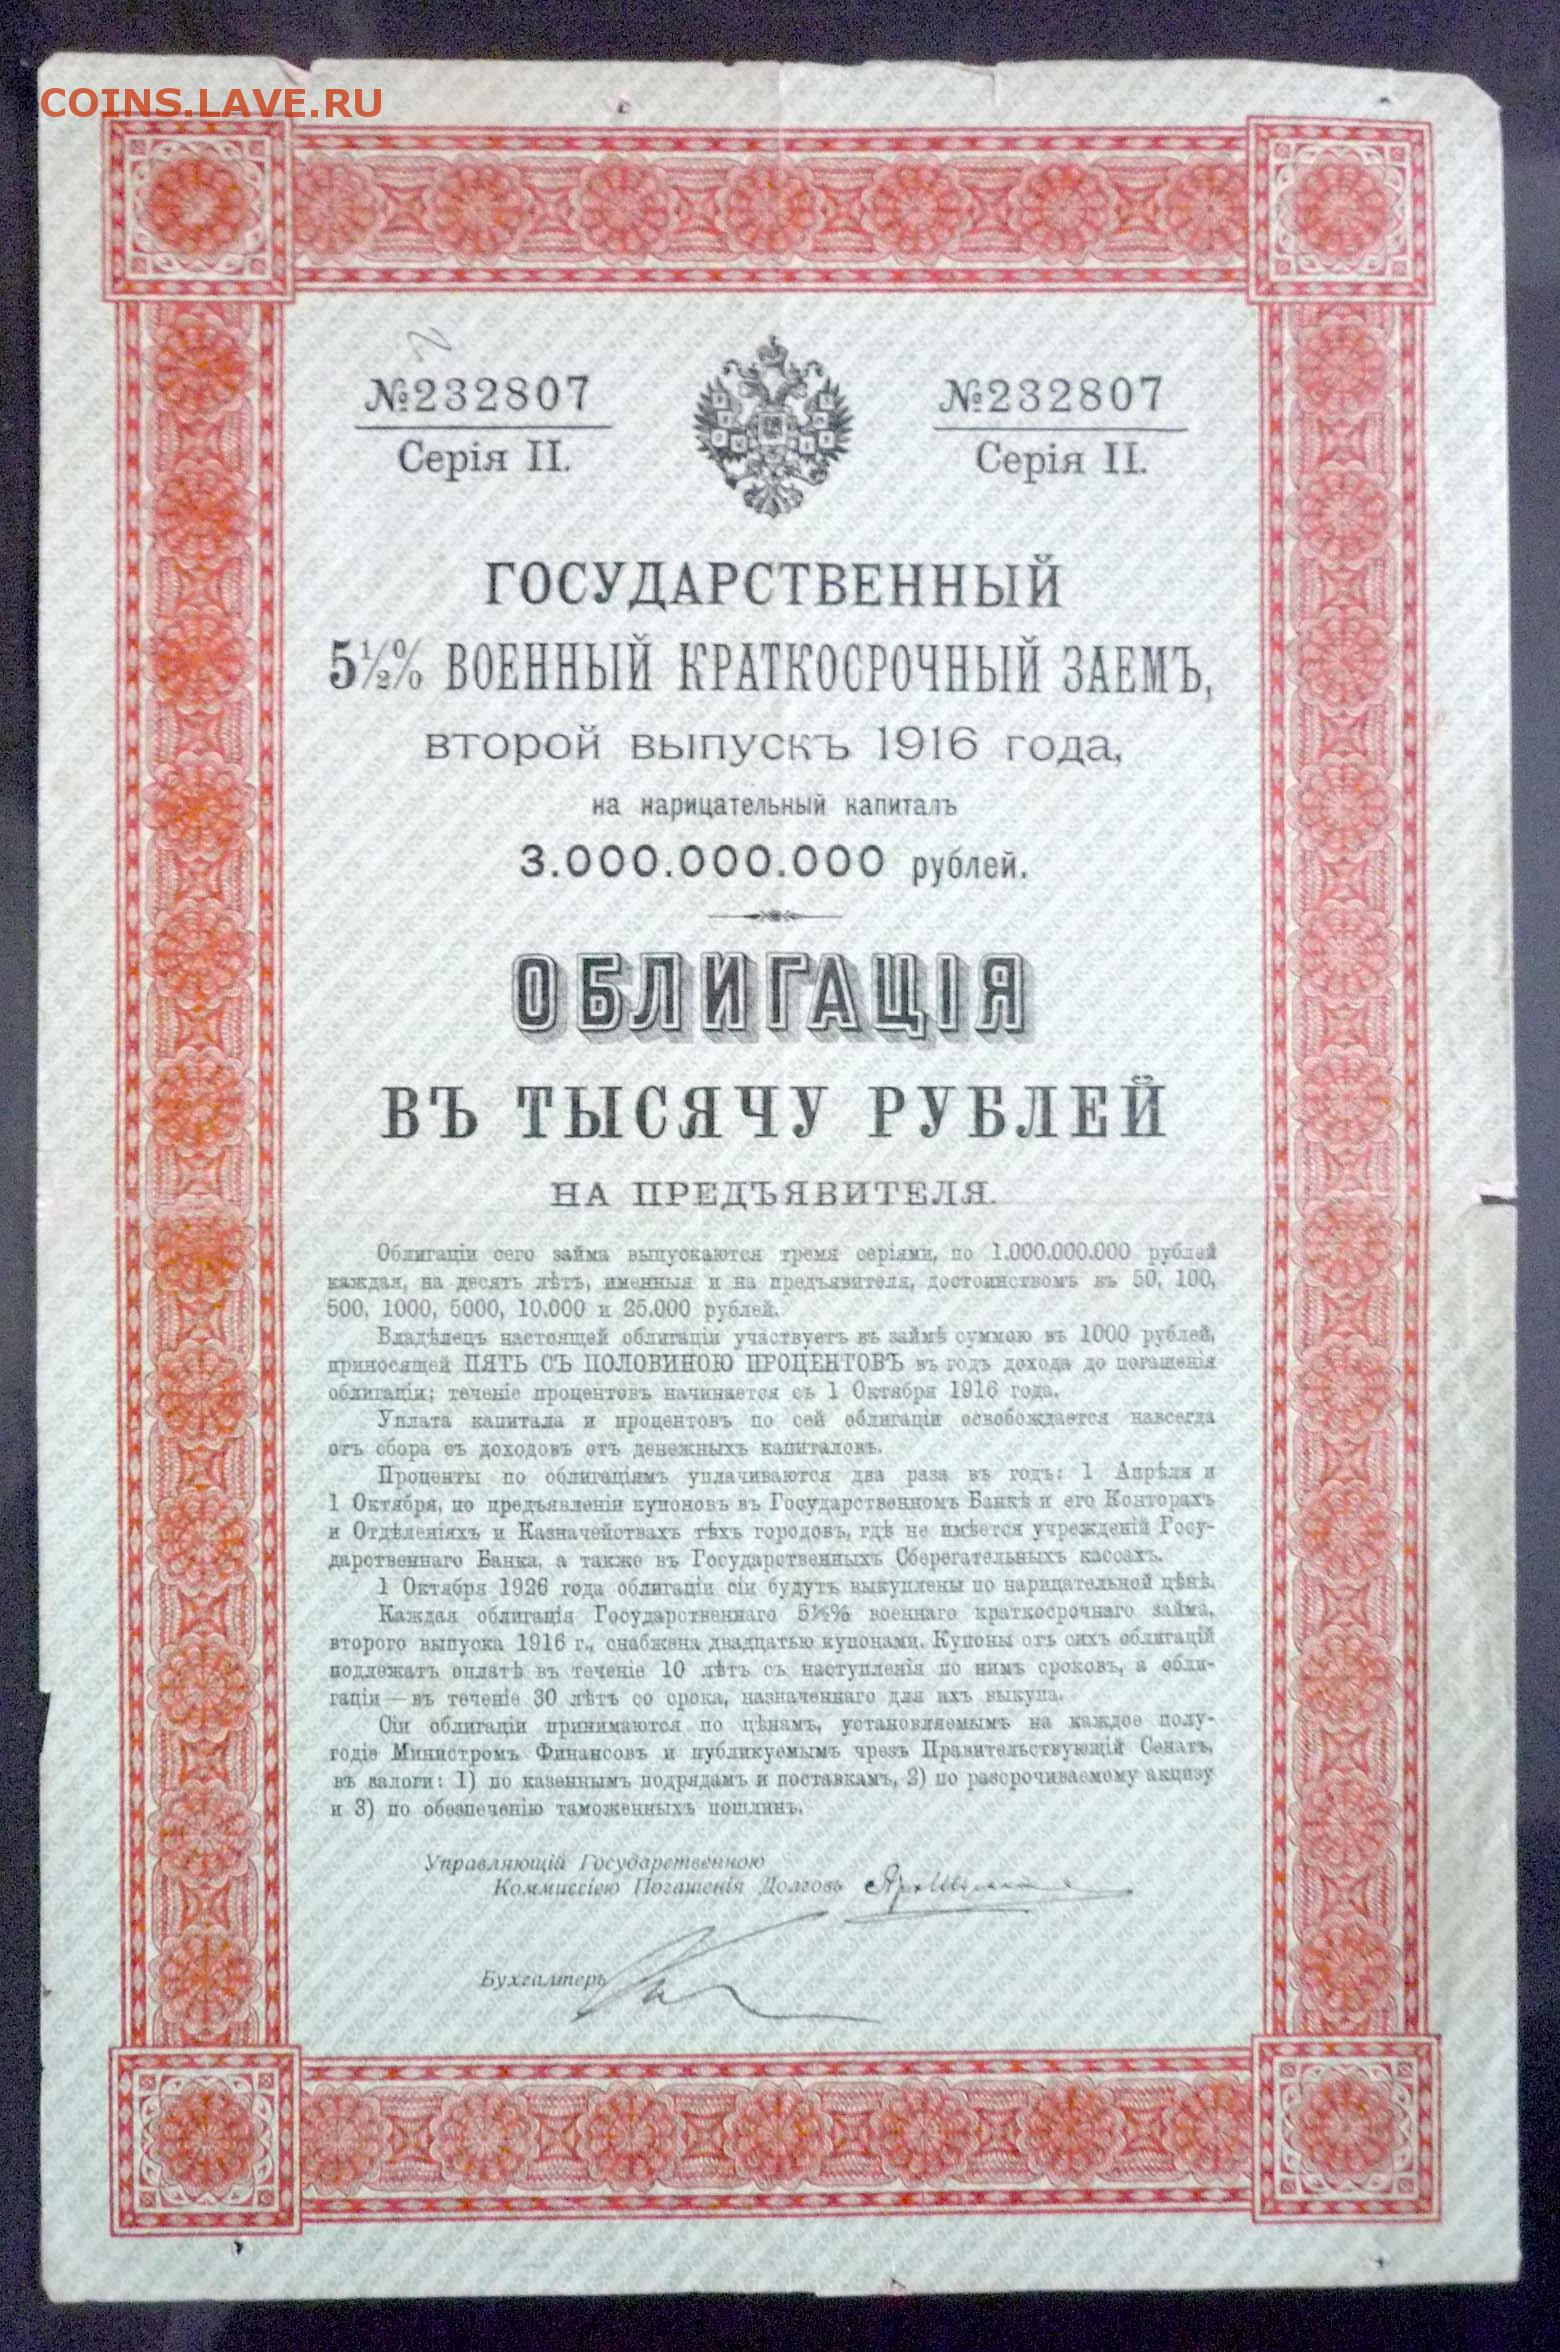 COINS.LAVE.RU
№232807 №232807
Серія II. Серія II.
ГОСУДАРСТВЕННЫЙ
5½% ВОЕННЫЙ КРАТКОСРОЧНЫЙ ЗАЕМЪ,
второй выпускъ 1916 года,
на нарицательный капиталъ
3.000.000.000 рублей.
ОБЛИГАЦІЯ
ВЪ ТЫСЯЧУ РУБЛЕЙ
НА ПРЕДЪЯВИТЕЛЯ.
Облигаціи сего займа выпускаются тремя серіями, по 1.000.000.000 рублей
каждая, на десять лѣтъ, именныя и на предъявителя, достоинствомъ въ 50, 100,
500, 1000, 5000, 10.000 и 25.000 рублей.
Владѣлецъ настоящей облигаціи участвуетъ въ займѣ суммою въ 1000 рублей,
приносящей ПЯТЬ СЪ ПОЛОВИНОЮ ПРОЦЕНТОВЪ въ годъ дохода до погашенія
облигаціи; теченіе процентовъ начинается съ 1 Октября 1916 года.
Уплата капитала и процентовъ по сей облигаціи освобождается навсегда
отъ сбора съ доходовъ отъ денежныхъ капиталовъ.
Проценты по облигаціямъ уплачиваются два раза въ годъ: 1 Апрѣля и
1 Октября, по предъявленіи купоновъ въ Государственномъ Банкѣ и его Конторахъ
и Отдѣленіяхъ и Казначействахъ тѣхъ городовъ, гдѣ не имѣется учрежденій Госу-
дарственнаго Банка, а также въ Государственныхъ Сберегательныхъ кассахъ.
1 Октября 1926 года облигаціи сіи будутъ выкуплены по нарицательной цѣнѣ.
Каждая облигація Государственнаго 5½% военнаго краткосрочнаго займа,
второго выпуска 1916 г., снабжена двадцатью купонами. Купоны отъ сихъ облигацій
подлежатъ оплатѣ въ теченіе 10 лѣтъ съ наступленія по нимъ сроковъ, а обли-
гаціи — въ теченіе 30 лѣтъ со срока, назначеннаго для ихъ выкупа.
Сіи облигаціи принимаются по цѣнамъ, установляемымъ на каждое полу-
годіе Министромъ Финансовъ и публикуемымъ чрезъ Правительствующій Сенатъ,
въ залоги: 1) по казеннымъ подрядамъ и поставкамъ, 2) по разсрочиваемому акцизу
и 3) по обезпеченію таможенныхъ пошлинъ.
Управляющій Государственною
Коммиссіею Погашенія Долговъ
Бухгалтеръ